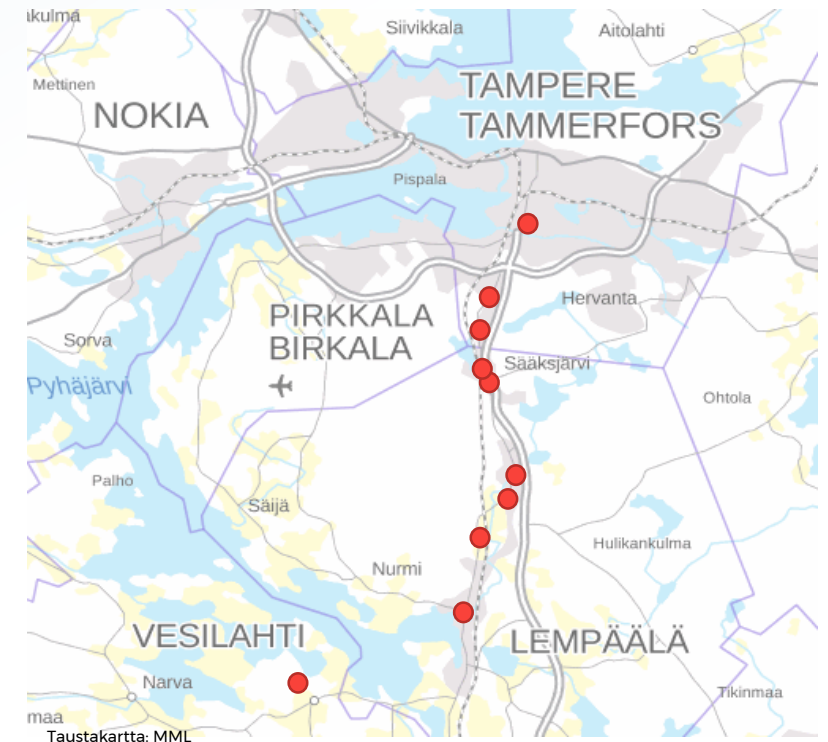 akulma
Siivikkala
Aitolahti
Mettinen
TAMPERE
NOKIA
TAMMERFORS
Pispala
Hervanta
PIRKKALA
BIRKALA
Sorva
Sääksjärvi
Pyhäjärvi
Ohtola
Palho
Säijä
Hulikankulma
Nurmi
VESILAHTI
LEMPÄÄLÄ
Narva
Tikinmaa
maa
Taustakartta: MML